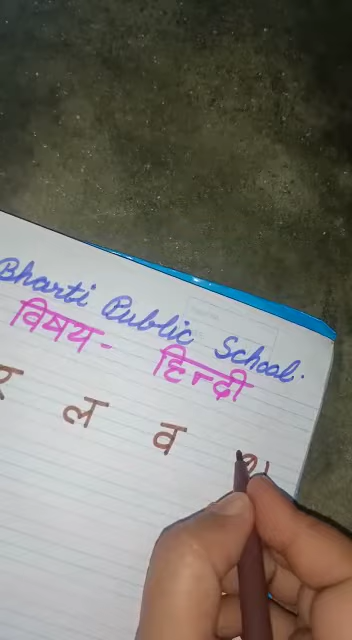 Bharti Public School.
विषय - हिन्दी
र ल व